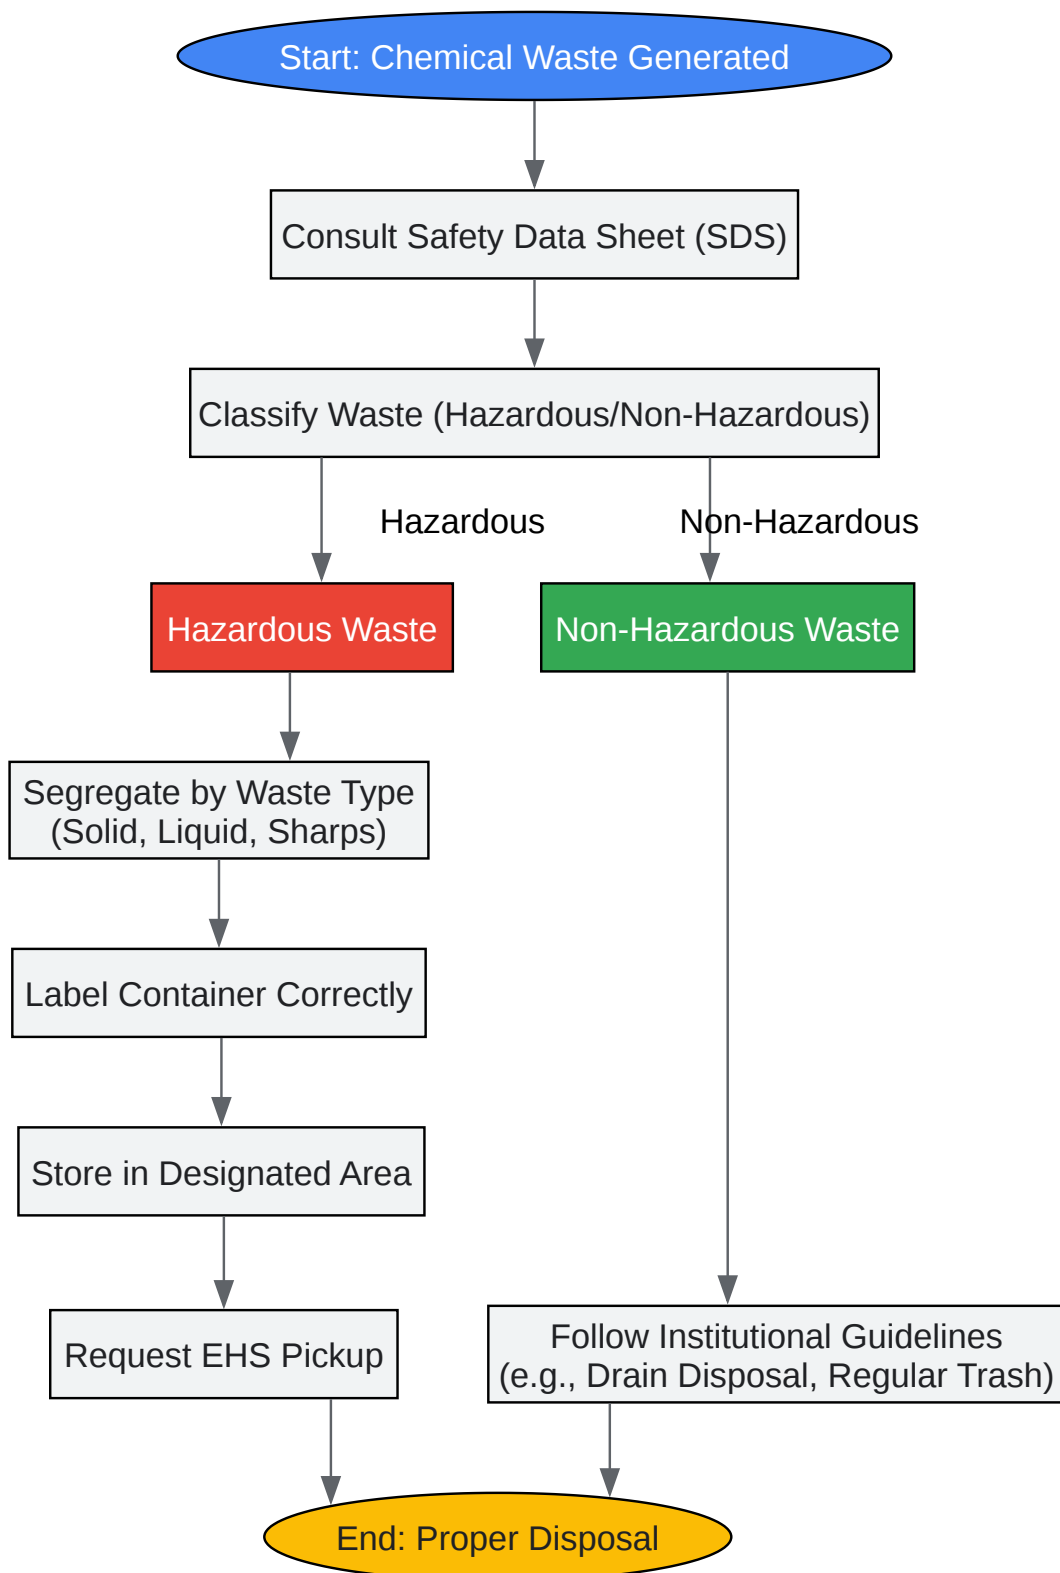 Start: Chemical Waste Generated
Consult Safety Data Sheet (SDS)
Classify Waste (Hazardous/Non-Hazardous)
Hazardous
Non-Hazardous
Hazardous Waste
Non-Hazardous Waste
Segregate by Waste Type
(Solid, Liquid, Sharps)
Label Container Correctly
Store in Designated Area
Request EHS Pickup
Follow Institutional Guidelines
(e.g., Drain Disposal, Regular Trash)
End: Proper Disposal